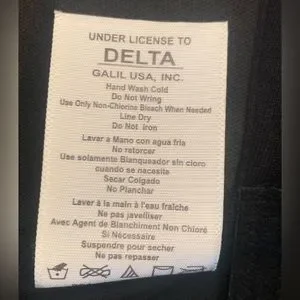 UNDER LICENSE TO
DELTA
GALIL USA, INC.
Hand Wash Cold
Do Not Wring
Use Only Non-Chlorine Bleach When Needed
Line Dry
Do Not Iron
Lavar a Mano con agua fria
No retorcer
Use solamente Blanqueador sin cloro
cuando se necesite
Secar Colgado
No Planchar
Laver à la main à l'eau fraîche
Ne pas javelliser
Avec Agent de Blanchiment Non Chloré
Si Nécessaire
Suspendre pour secher
Ne pas repasser